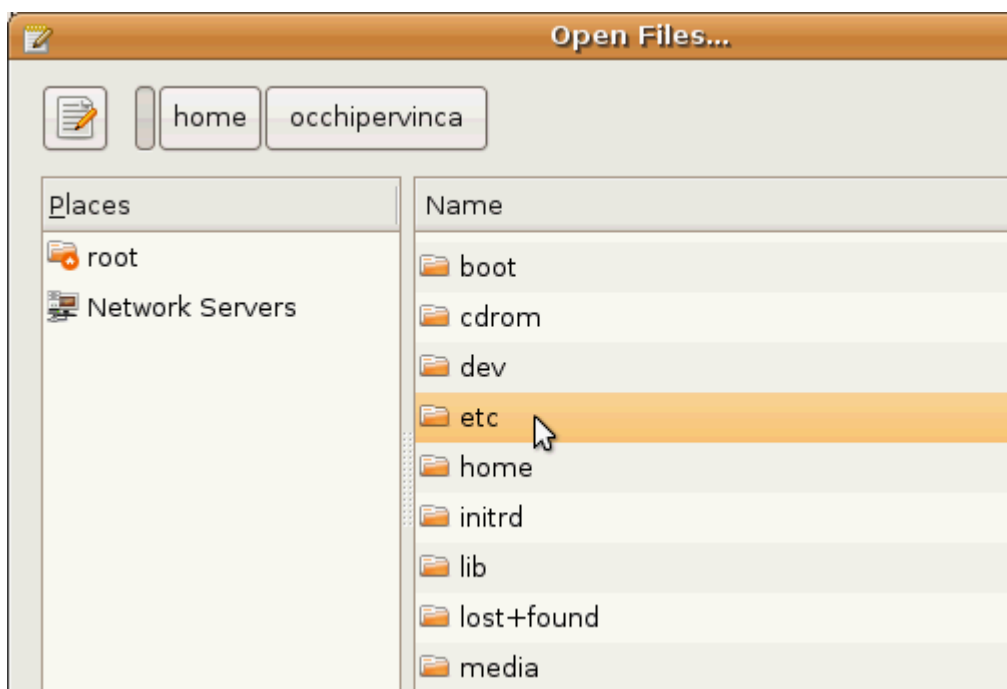 Open Files...
home occhipervinca
Places
root
Network Servers
Name
boot
cdrom
dev
etc
home
initrd
lib
lost+found
media